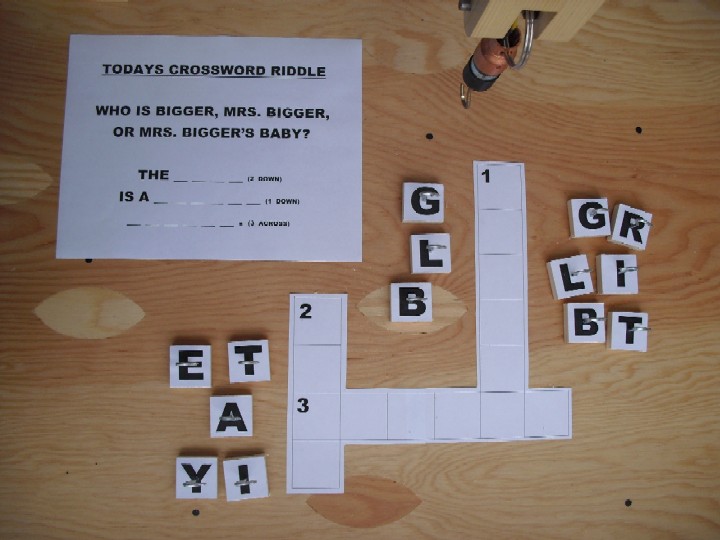 TODAYS CROSSWORD RIDDLE
WHO IS BIGGER, MRS. BIGGER,
OR MRS. BIGGER'S BABY?
THE _ _ _ _ (2 DOWN)
IS A _ _ _ _ _ _ (1 DOWN)
_ _ _ _ _ _ . (3 ACROSS)
1
G
G R
L
L I
B
B T
2
E T
3
A
Y I